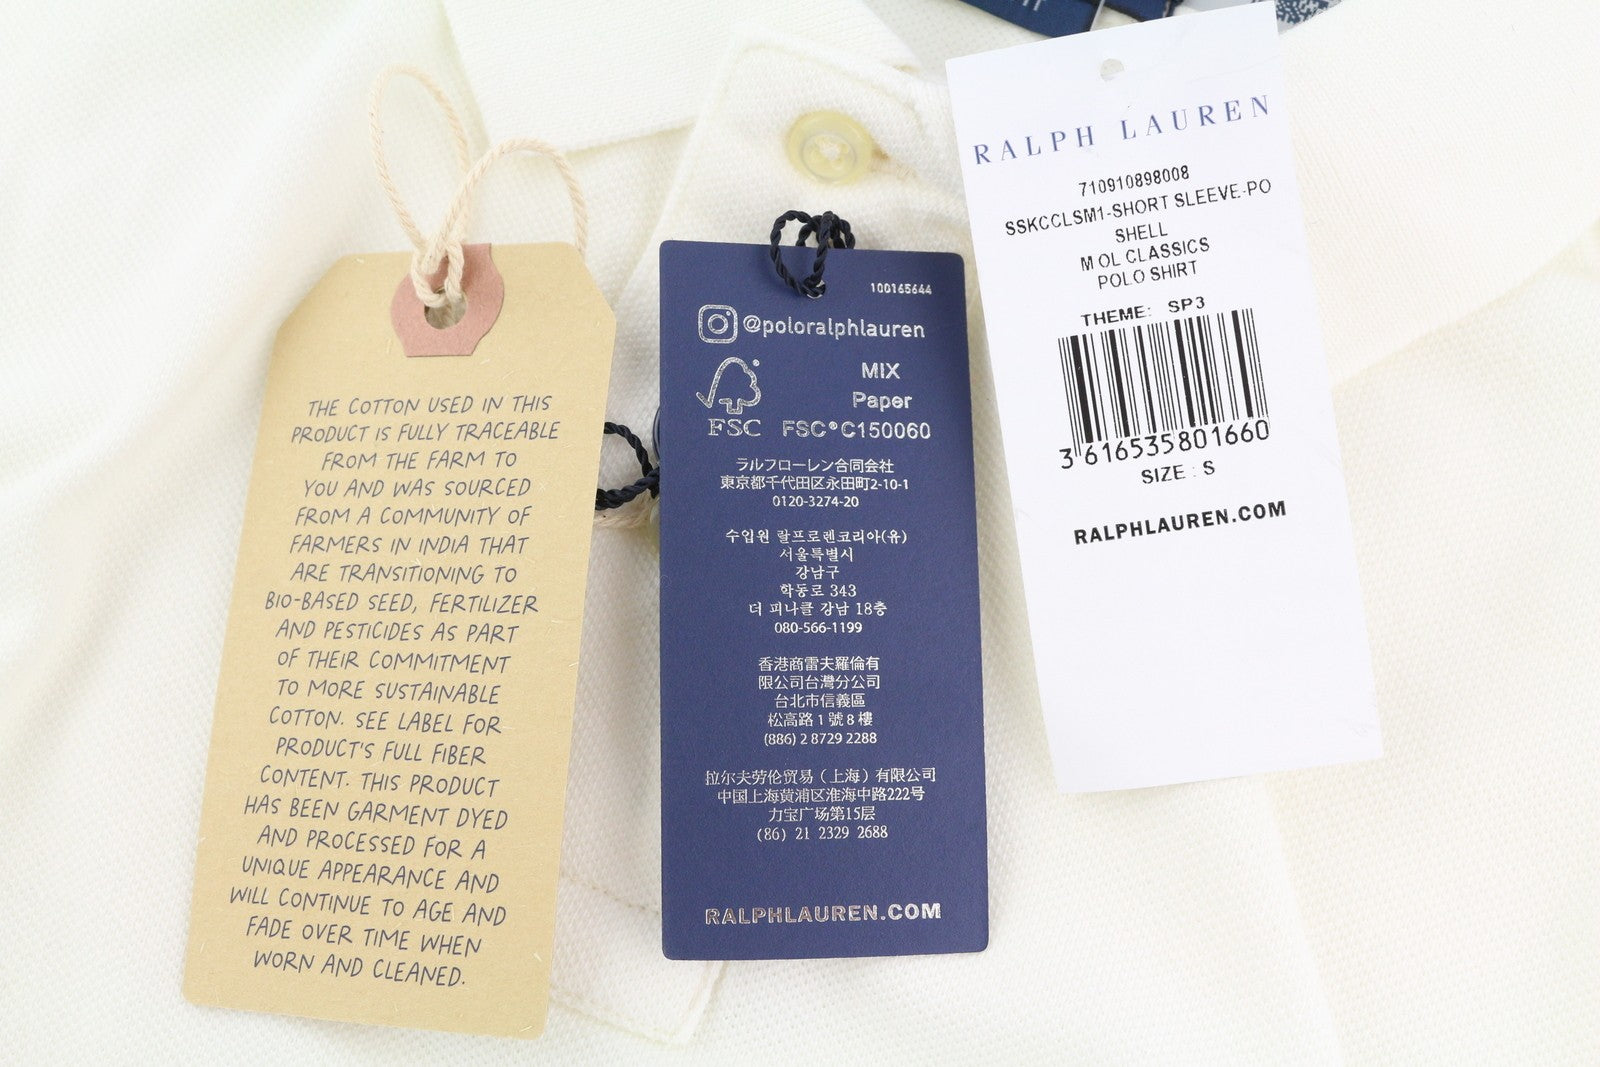 THE COTTON USED IN THIS
PRODUCT IS FULLY TRACEABLE
FROM THE FARM TO
YOU AND WAS SOURCED
FROM A COMMUNITY OF
FARMERS IN INDIA THAT
ARE TRANSITIONING TO
BIO-BASED SEED, FERTILIZER
AND PESTICIDES AS PART
OF THEIR COMMITMENT
TO MORE SUSTAINABLE
COTTON. SEE LABEL FOR
PRODUCT'S FULL FIBER
CONTENT. THIS PRODUCT
HAS BEEN GARMENT DYED
AND PROCESSED FOR A
UNIQUE APPEARANCE AND
WILL CONTINUE TO AGE AND
FADE OVER TIME WHEN
WORN AND CLEANED.
100165644
@poloralphlauren
MIX
Paper
FSC FSC® C150060
ラルフローレン合同会社
東京都千代田区永田町2-10-1
0120-3274-20
수입원 랄프로렌코리아(유)
서울특별시
강남구
학동로 343
더 피나클 강남 18층
080-566-1199
香港商雷夫羅倫有
限公司台灣分公司
台北市信義區
松高路1號8樓
(886) 2 8729 2288
拉尔夫劳伦贸易（上海）有限公司
中国上海黄浦区淮海中路222号
力宝广场第15层
(86) 21 2329 2688
RALPHLAUREN.COM
RALPH LAUREN
710910898008
SSKCCLSM1-SHORT SLEEVE-PO
SHELL
M OL CLASSICS
POLO SHIRT
THEME: SP3
3 616535801660
SIZE : S
RALPHLAUREN.COM